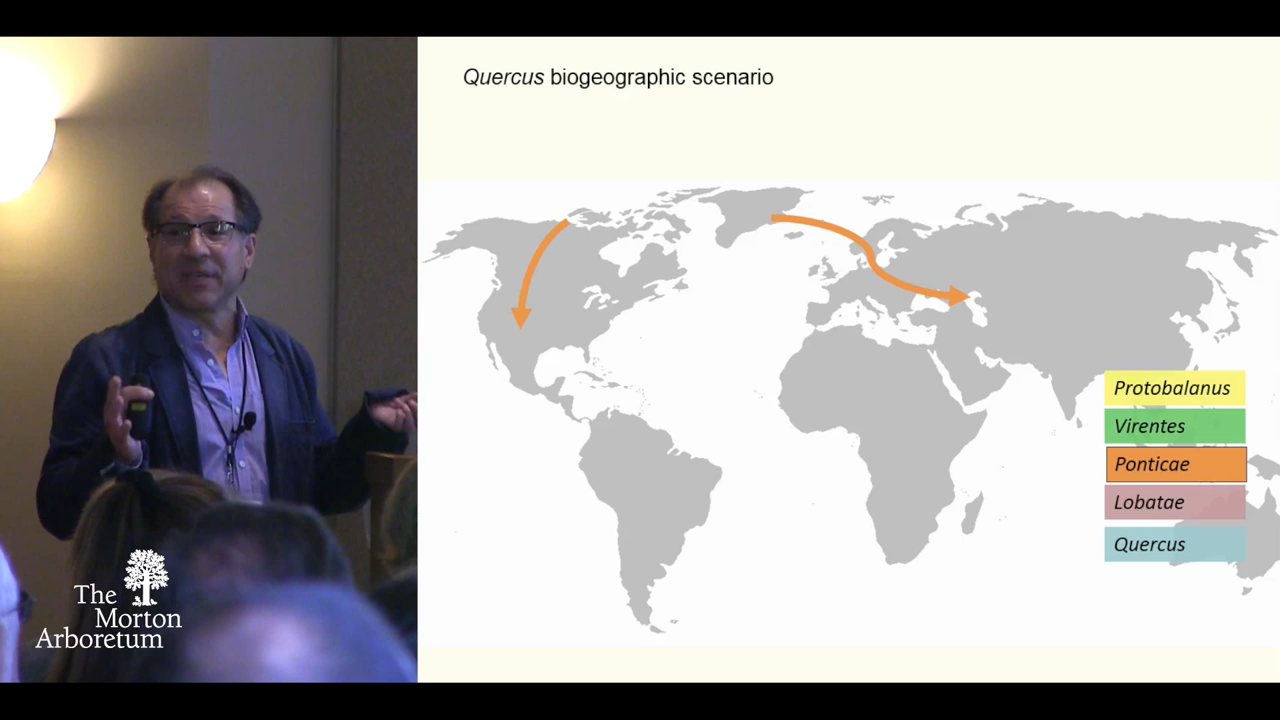 Quercus biogeographic scenario
Protobalanus
Virentes
Ponticae
Lobatae
Quercus
The
Morton
Arboretum